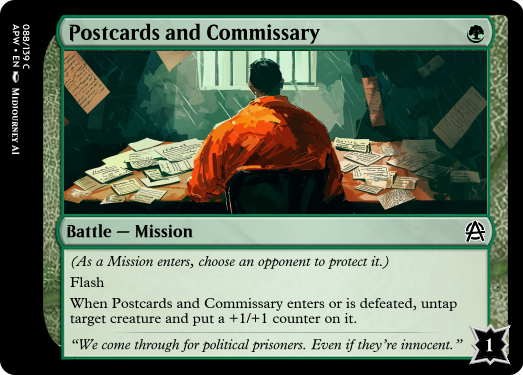 Postcards and Commissary
Battle — Mission
(As a Mission enters, choose an opponent to protect it.)
Flash
When Postcards and Commissary enters or is defeated, untap
target creature and put a +1/+1 counter on it.
“We come through for political prisoners. Even if they’re innocent.”
1
088/139 C
APW • EN MIDJOURNEY AI